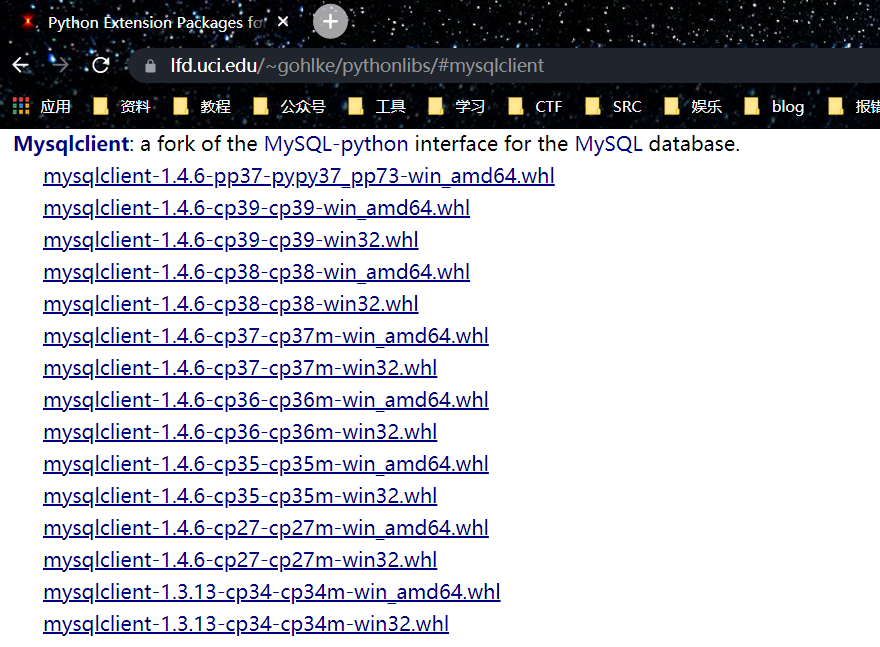 Python Extension Packages fo
lfd.uci.edu/~gohlke/pythonlibs/#mysqlclient
应用 资料 教程 公众号 工具 学习 CTF SRC 娱乐 blog 报错
Mysqlclient: a fork of the MySQL-python interface for the MySQL database.
mysqlclient-1.4.6-pp37-pypy37_pp73-win_amd64.whl
mysqlclient-1.4.6-cp39-cp39-win_amd64.whl
mysqlclient-1.4.6-cp39-cp39-win32.whl
mysqlclient-1.4.6-cp38-cp38-win_amd64.whl
mysqlclient-1.4.6-cp38-cp38-win32.whl
mysqlclient-1.4.6-cp37-cp37m-win_amd64.whl
mysqlclient-1.4.6-cp37-cp37m-win32.whl
mysqlclient-1.4.6-cp36-cp36m-win_amd64.whl
mysqlclient-1.4.6-cp36-cp36m-win32.whl
mysqlclient-1.4.6-cp35-cp35m-win_amd64.whl
mysqlclient-1.4.6-cp35-cp35m-win32.whl
mysqlclient-1.4.6-cp27-cp27m-win_amd64.whl
mysqlclient-1.4.6-cp27-cp27m-win32.whl
mysqlclient-1.3.13-cp34-cp34m-win_amd64.whl
mysqlclient-1.3.13-cp34-cp34m-win32.whl